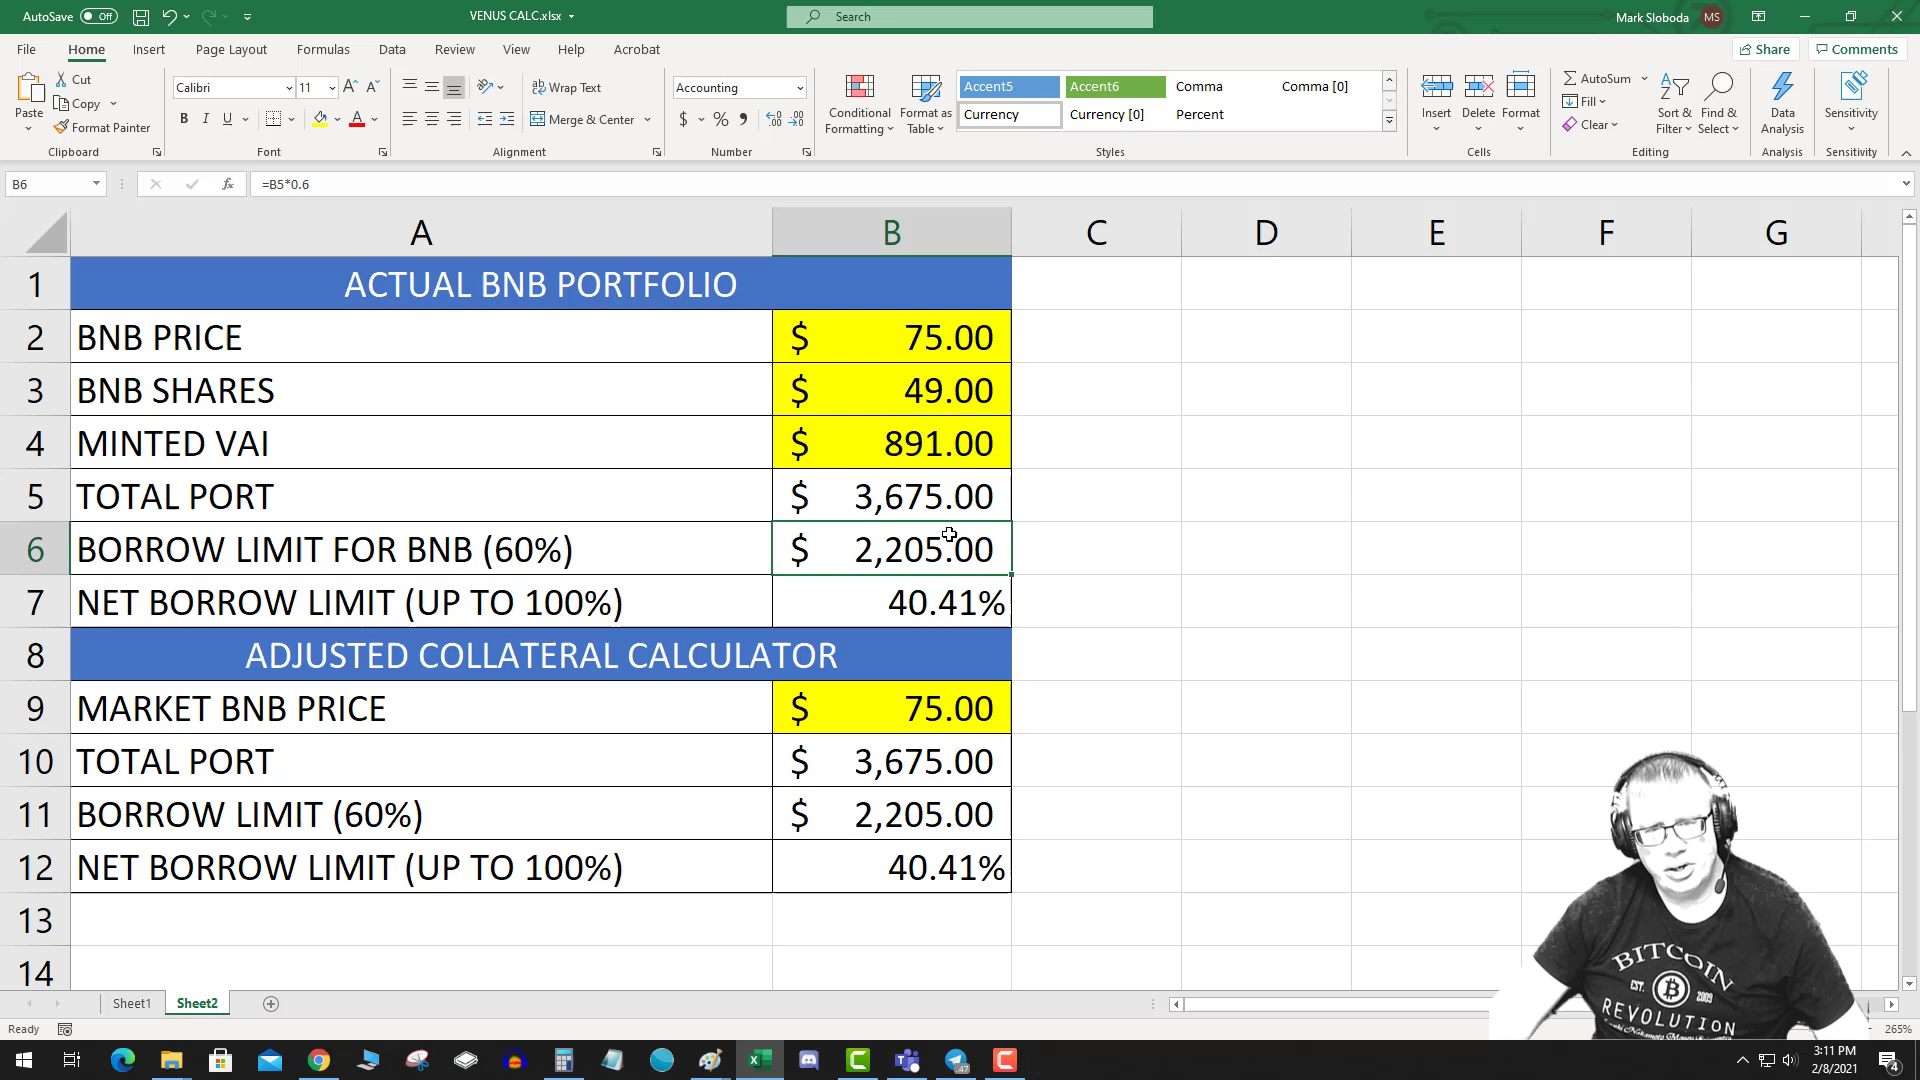 AutoSave Off
VENUS CALC.xlsx
Search
Mark Sloboda MS
File Home Insert Page Layout Formulas Data Review View Help Acrobat
Share Comments
Paste
Cut
Copy
Format Painter
Clipboard
Calibri 11
B I U
Font
Wrap Text
Merge & Center
Alignment
Accounting
$ % 9
Number
Conditional Formatting
Format as Table
Accent5 Accent6 Comma Comma [0]
Currency Currency [0] Percent
Styles
Insert Delete Format
Cells
AutoSum
Fill
Clear
Sort & Filter
Find & Select
Editing
Data Analysis
Analysis
Sensitivity
Sensitivity
B6 fx =B5*0.6
A B C D E F G
1 ACTUAL BNB PORTFOLIO
2 BNB PRICE $ 75.00
3 BNB SHARES $ 49.00
4 MINTED VAI $ 891.00
5 TOTAL PORT $ 3,675.00
6 BORROW LIMIT FOR BNB (60%) $ 2,205.00
7 NET BORROW LIMIT (UP TO 100%) 40.41%
8 ADJUSTED COLLATERAL CALCULATOR
9 MARKET BNB PRICE $ 75.00
10 TOTAL PORT $ 3,675.00
11 BORROW LIMIT (60%) $ 2,205.00
12 NET BORROW LIMIT (UP TO 100%) 40.41%
13
14
BITCOIN
EST. B 2009
REVOLUTION
Sheet1 Sheet2
Ready
265%
3:11 PM
2/8/2021
4